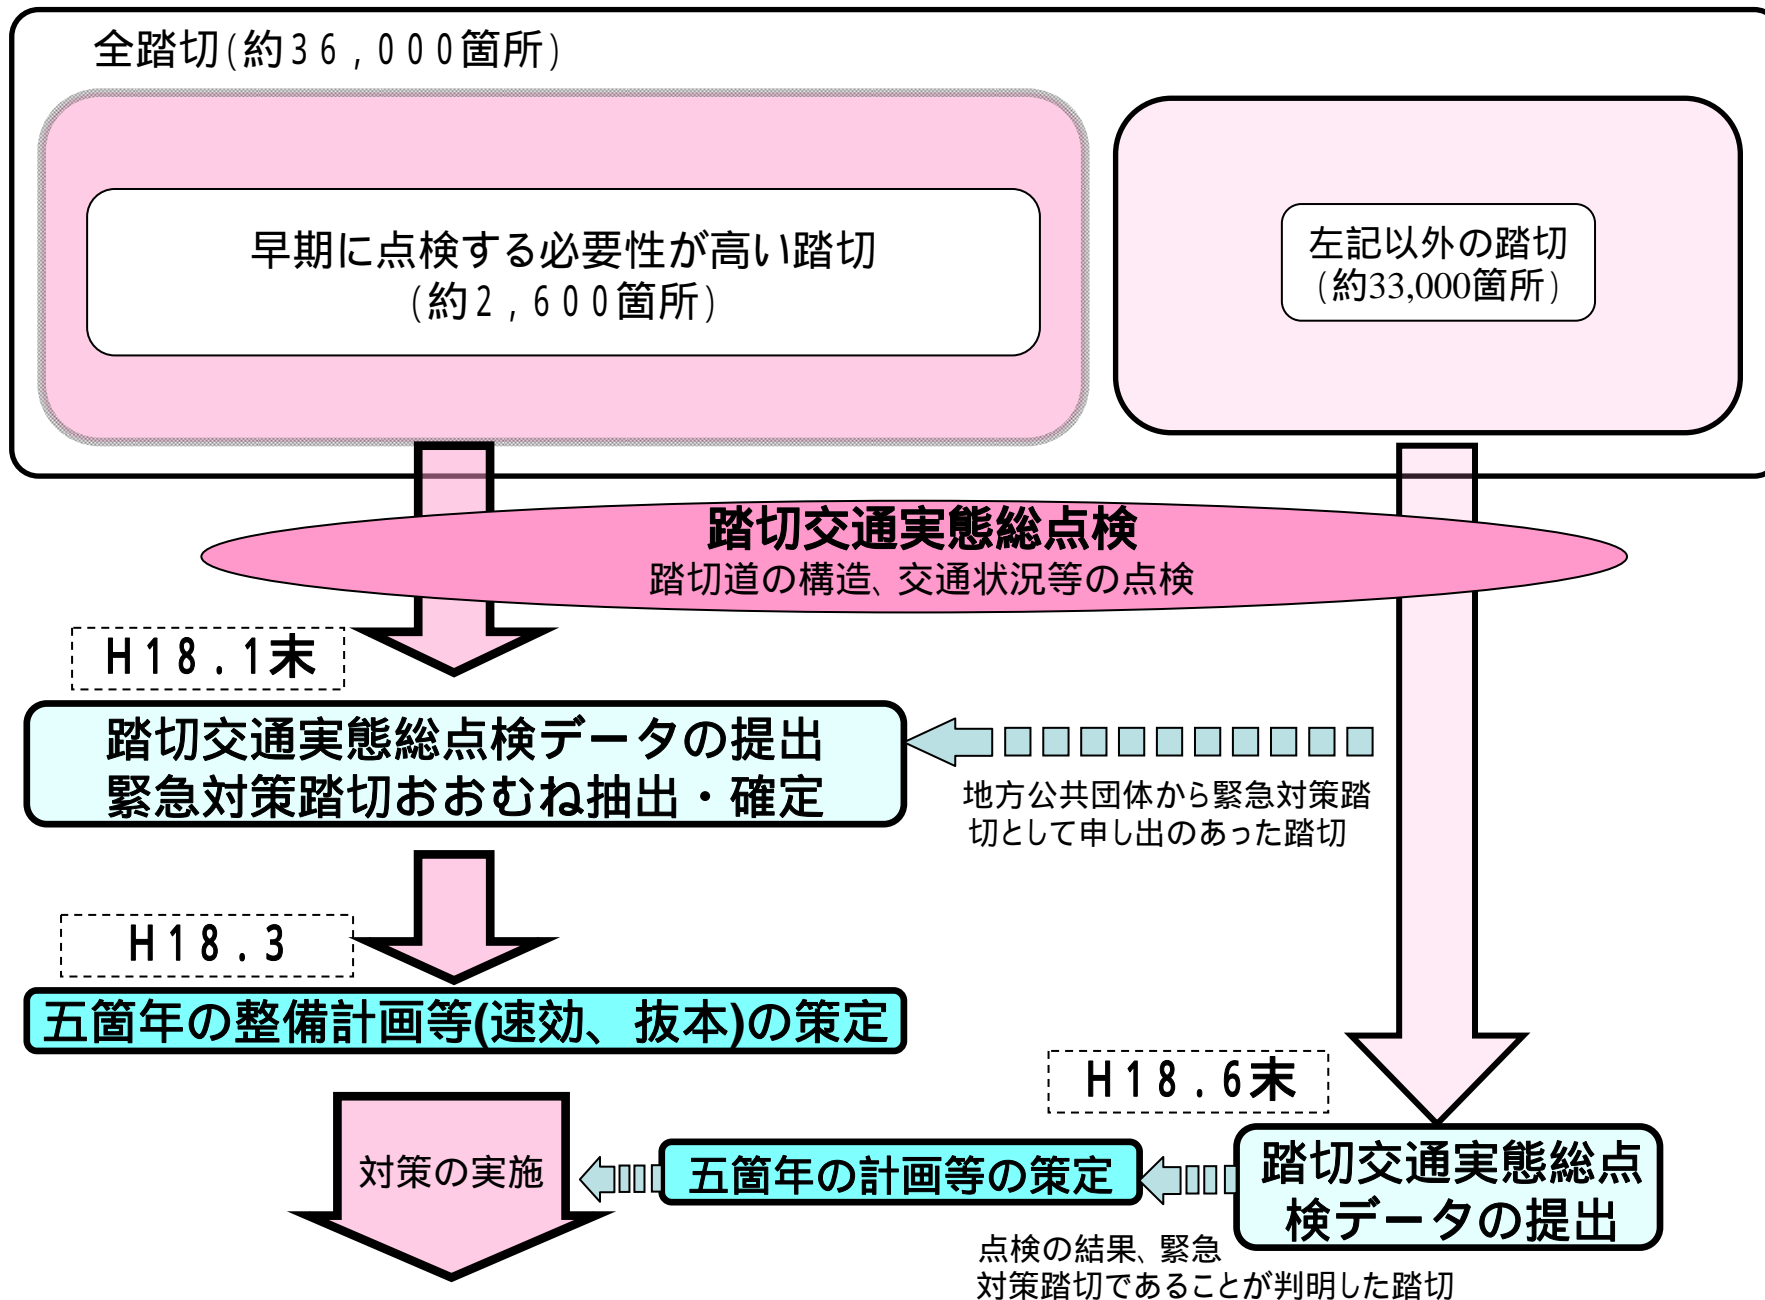 全踏切(約36,000箇所)
早期に点検する必要性が高い踏切
(約2,600箇所)
左記以外の踏切
(約33,000箇所)
踏切交通実態総点検
踏切道の構造、交通状況等の点検
H18.1末
踏切交通実態総点検データの提出
緊急対策踏切おおむね抽出・確定
地方公共団体から緊急対策踏
切として申し出のあった踏切
H18.3
五箇年の整備計画等(速効、抜本)の策定
H18.6末
対策の実施
五箇年の計画等の策定
踏切交通実態総点
検データの提出
点検の結果、緊急
対策踏切であることが判明した踏切